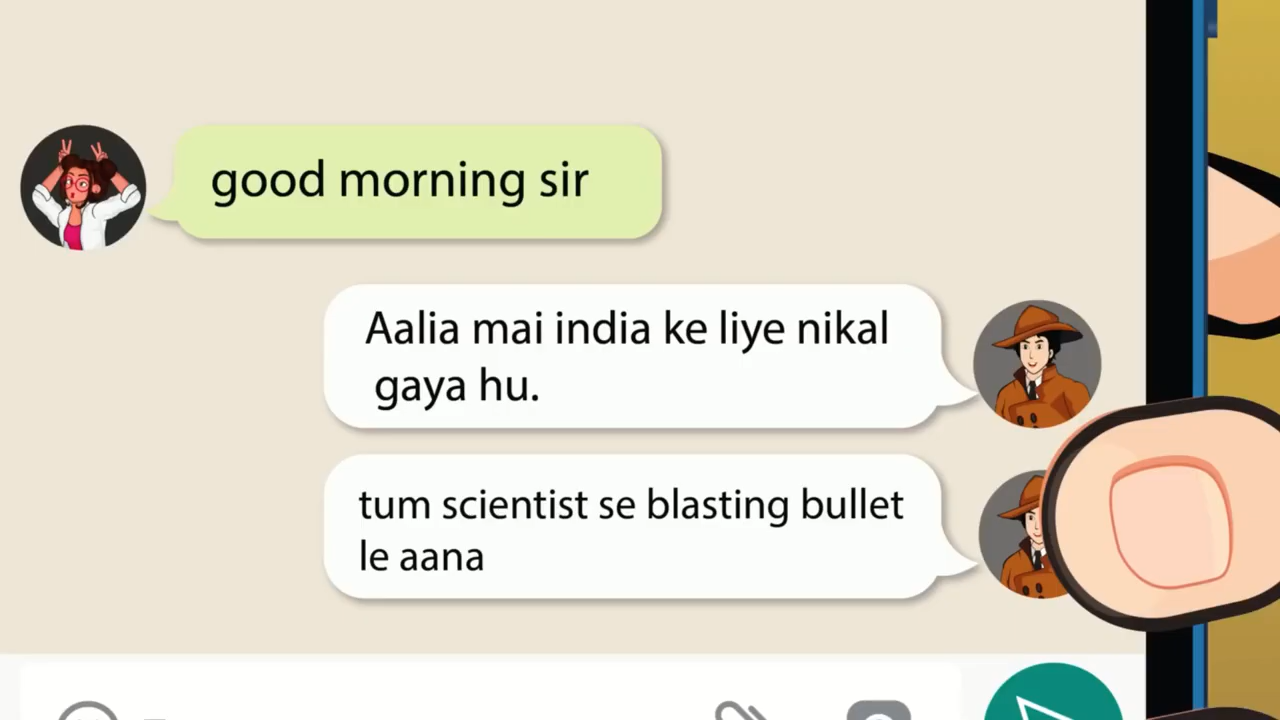 good morning sir
Aalia mai india ke liye nikal
gaya hu.
tum scientist se blasting bullet
le aana